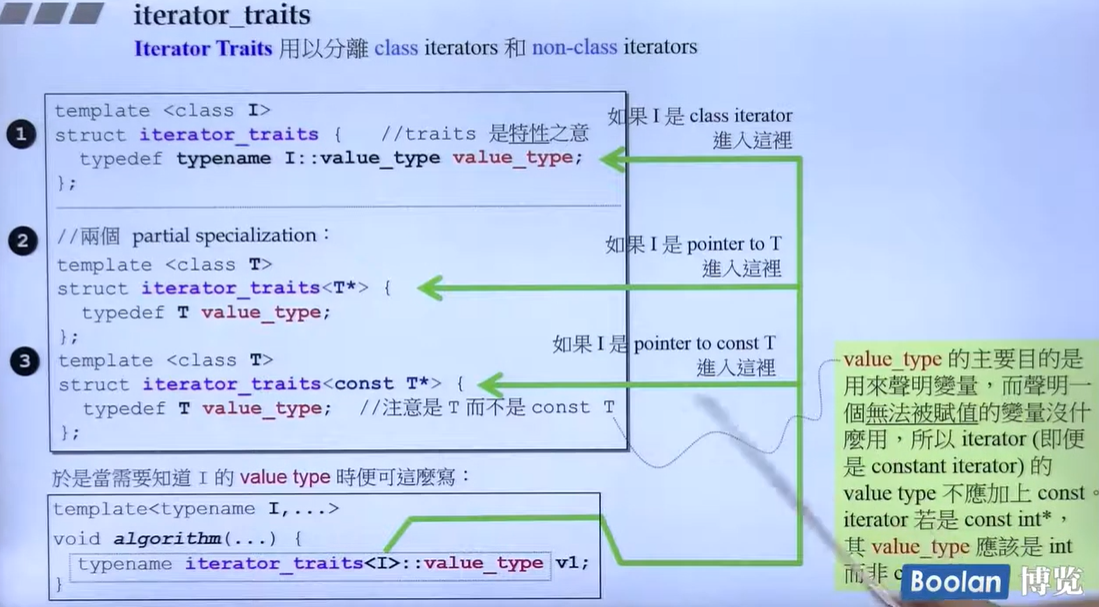 iterator_traits
Iterator Traits 用以分離 class iterators 和 non-class iterators
1
template <class I>
struct iterator_traits { //traits 是特性之意
typedef typename I::value_type value_type;
};
如果 I 是 class iterator
進入這裡
2
//兩個 partial specialization：
template <class T>
struct iterator_traits<T*> {
typedef T value_type;
};
如果 I 是 pointer to T
進入這裡
3
template <class T>
struct iterator_traits<const T*> {
typedef T value_type; //注意是 T 而不是 const T
};
如果 I 是 pointer to const T
進入這裡
value_type 的主要目的是
用來聲明變量，而聲明一
個無法被賦值的變量沒什
麼用，所以 iterator (即便
是 constant iterator) 的
value type 不應加上 const。
iterator 若是 const int*，
其 value_type 應該是 int
而非
於是當需要知道 I 的 value type 時便可這麼寫：
template<typename I,...>
void algorithm(...) {
typename iterator_traits<I>::value_type v1;
}
Boolan 博览